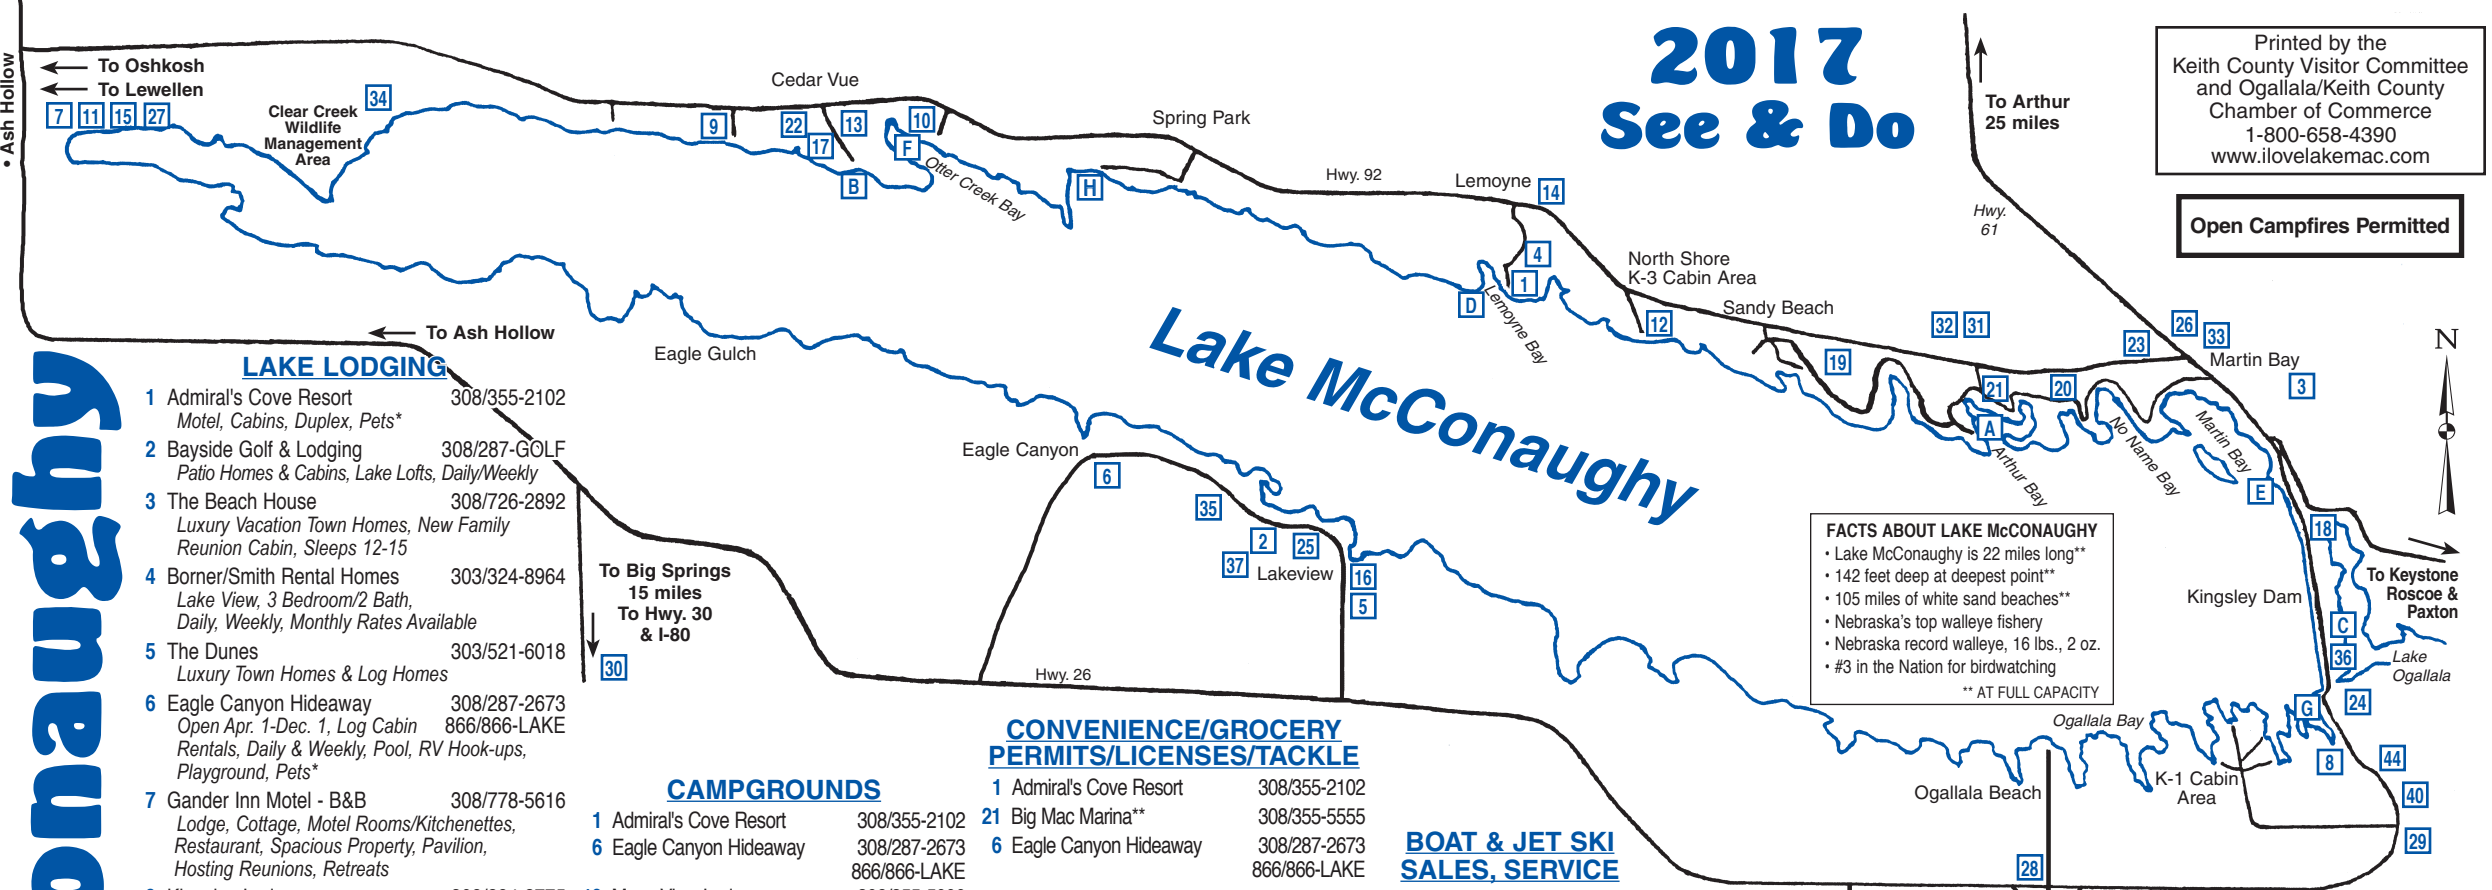 2017
See & Do
Printed by the
Keith County Visitor Committee
and Ogallala/Keith County
Chamber of Commerce
1-800-658-4390
www.ilovelakemac.com
Open Campfires Permitted
• Ash Hollow
To Oshkosh
To Lewellen
7 11 15 27
Clear Creek
Wildlife
Management
Area
34
Cedar Vue
9
22
17
13
10
F
B
Otter Creek Bay
H
Spring Park
Hwy. 92
Lemoyne
14
4
1
D
Lemoyne Bay
North Shore
K-3 Cabin Area
12
Sandy Beach
To Arthur
25 miles
Hwy.
61
32 31
19
21
20
23
26
33
Martin Bay
3
N
A
Arthur Bay
No Name Bay
Martin Bay
E
18
To Keystone
Roscoe &
Paxton
Kingsley Dam
C
36
Lake
Ogallala
24
G
8
44
40
29
Lake McConaughy
FACTS ABOUT LAKE McCONAUGHY
• Lake McConaughy is 22 miles long**
• 142 feet deep at deepest point**
• 105 miles of white sand beaches**
• Nebraska's top walleye fishery
• Nebraska record walleye, 16 lbs., 2 oz.
• #3 in the Nation for birdwatching
** AT FULL CAPACITY
Ogallala Bay
K-1 Cabin
Area
Ogallala Beach
28
To Ash Hollow
Eagle Gulch
Eagle Canyon
6
35
2
37
25
Lakeview
16
5
Hwy. 26
To Big Springs
15 miles
To Hwy. 30
& I-80
30
onaughy
LAKE LODGING
1 Admiral's Cove Resort 308/355-2102
Motel, Cabins, Duplex, Pets*
2 Bayside Golf & Lodging 308/287-GOLF
Patio Homes & Cabins, Lake Lofts, Daily/Weekly
3 The Beach House 308/726-2892
Luxury Vacation Town Homes, New Family
Reunion Cabin, Sleeps 12-15
4 Borner/Smith Rental Homes 303/324-8964
Lake View, 3 Bedroom/2 Bath,
Daily, Weekly, Monthly Rates Available
5 The Dunes 303/521-6018
Luxury Town Homes & Log Homes
6 Eagle Canyon Hideaway 308/287-2673
Open Apr. 1-Dec. 1, Log Cabin 866/866-LAKE
Rentals, Daily & Weekly, Pool, RV Hook-ups,
Playground, Pets*
7 Gander Inn Motel - B&B 308/778-5616
Lodge, Cottage, Motel Rooms/Kitchenettes,
Restaurant, Spacious Property, Pavilion,
Hosting Reunions, Retreats
CAMPGROUNDS
1 Admiral's Cove Resort 308/355-2102
6 Eagle Canyon Hideaway 308/287-2673
866/866-LAKE
CONVENIENCE/GROCERY
PERMITS/LICENSES/TACKLE
1 Admiral's Cove Resort 308/355-2102
21 Big Mac Marina** 308/355-5555
6 Eagle Canyon Hideaway 308/287-2673
866/866-LAKE
BOAT & JET SKI
SALES, SERVICE